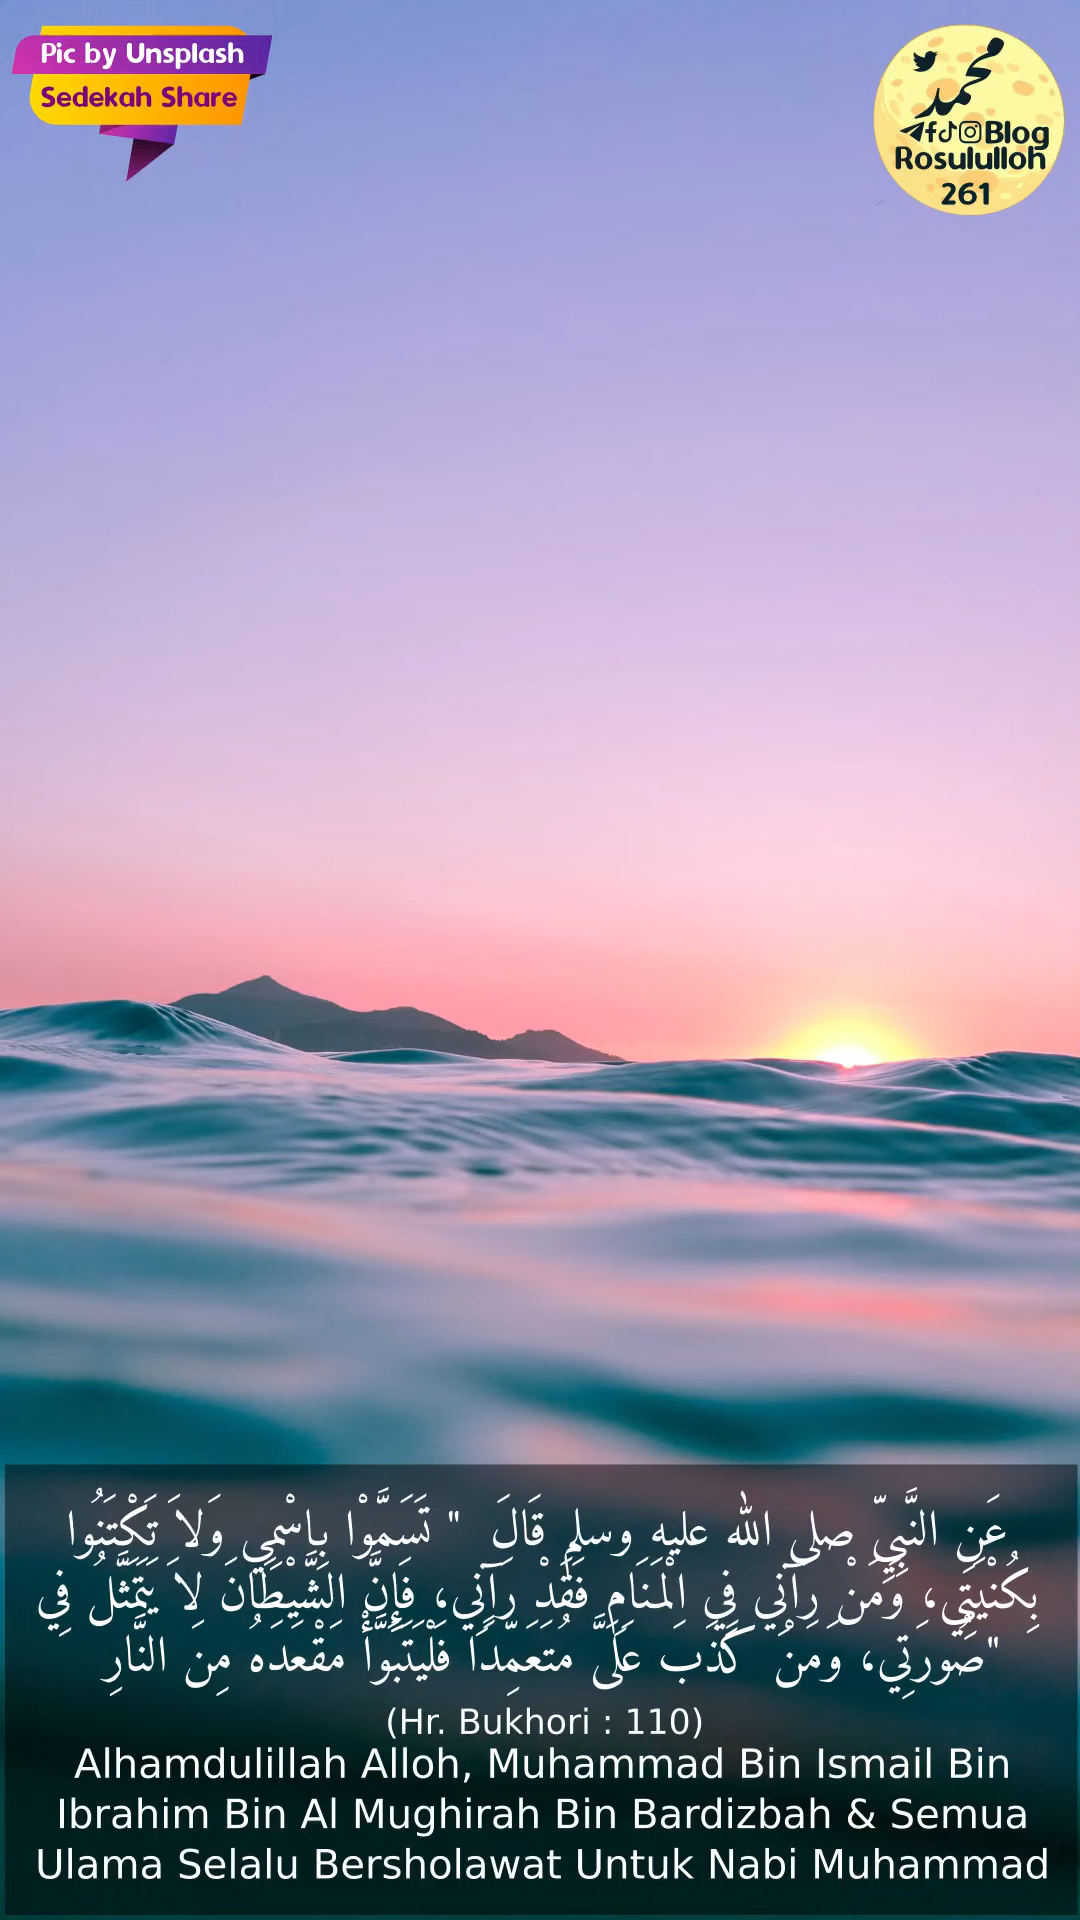 Pic by Unsplash
Sedekah Share
محمد
Blog
Rosululloh
261
عَنِ النَّبِيِّ صلى الله عليه وسلم قَالَ " تَسَمَّوْا بِاسْمِي وَلاَ تَكْتَنُوا
بِكُنْيَتِي، وَمَنْ رَآنِي فِي الْمَنَامِ فَقَدْ رَآنِي، فَإِنَّ الشَّيْطَانَ لاَ يَتَمَثَّلُ فِي
صُورَتِي، وَمَنْ كَذَبَ عَلَىَّ مُتَعَمِّدًا فَلْيَتَبَوَّأْ مَقْعَدَهُ مِنَ النَّارِ "
(Hr. Bukhori : 110)
Alhamdulillah Alloh, Muhammad Bin Ismail Bin
Ibrahim Bin Al Mughirah Bin Bardizbah & Semua
Ulama Selalu Bersholawat Untuk Nabi Muhammad